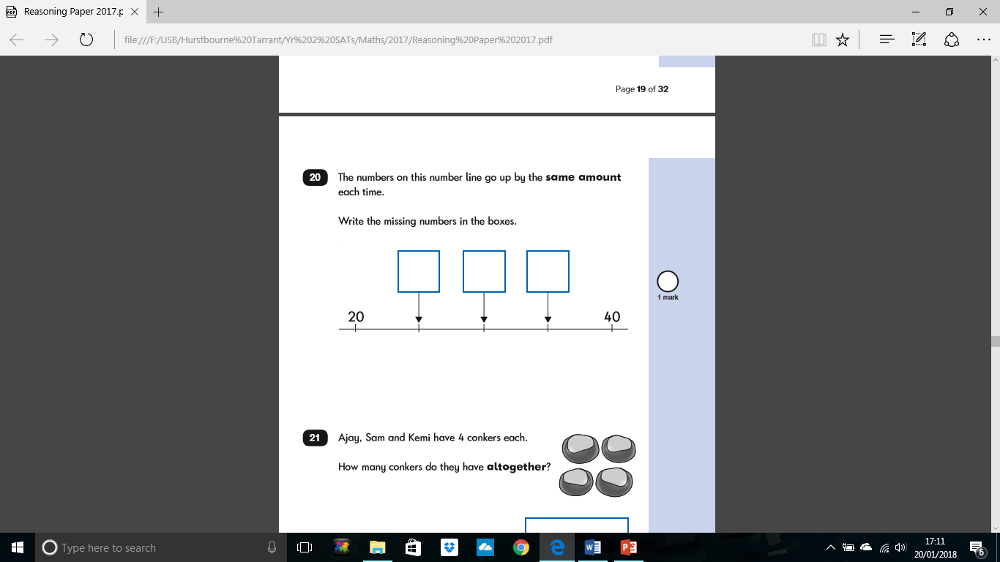 Reasoning Paper 2017.p
file:///F:/USB/Hurstbourne%20Tarrant/Yr%202%20SATs/Maths/2017/Reasoning%20Paper%202017.pdf
Page 19 of 32
20 The numbers on this number line go up by the same amount
each time.
Write the missing numbers in the boxes.
20 40
1 mark
21 Ajay, Sam and Kemi have 4 conkers each.
How many conkers do they have altogether?
Type here to search
17:11
20/01/2018
6